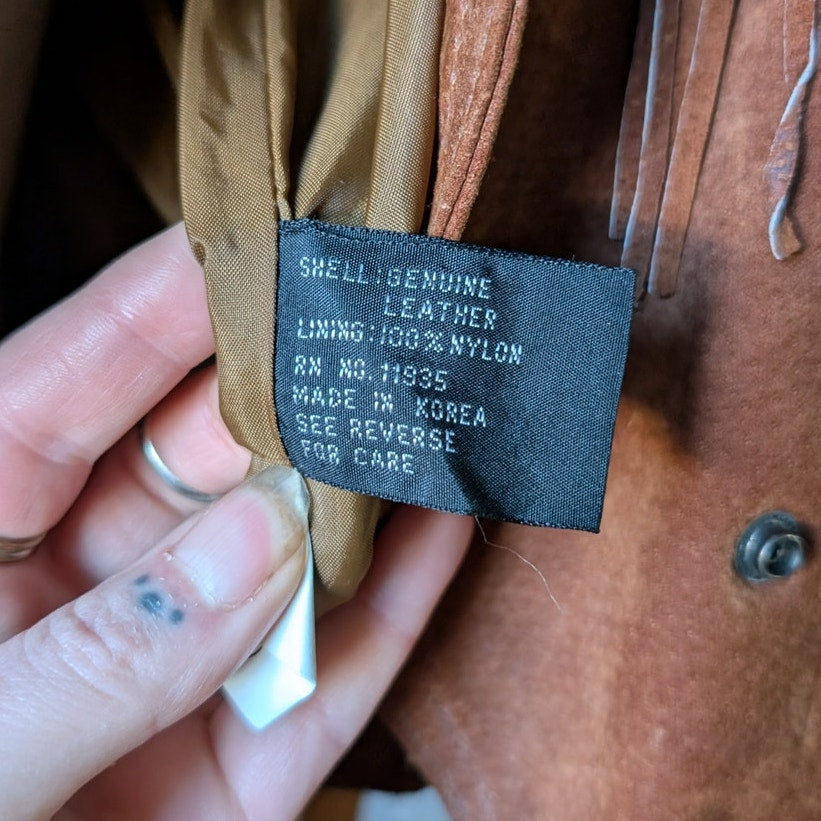 SHELL:GENUINE
LEATHER
LINING:100% NYLON
RN NO.11935
MADE IN KOREA
SEE REVERSE
FOR CARE